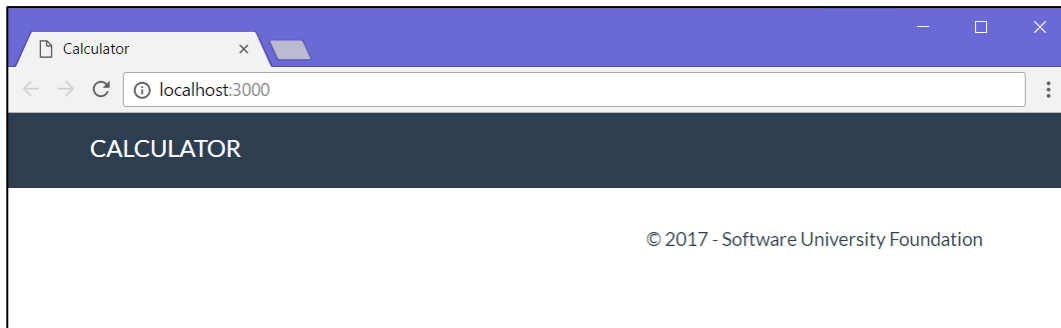 Calculator
localhost:3000
CALCULATOR
© 2017 - Software University Foundation